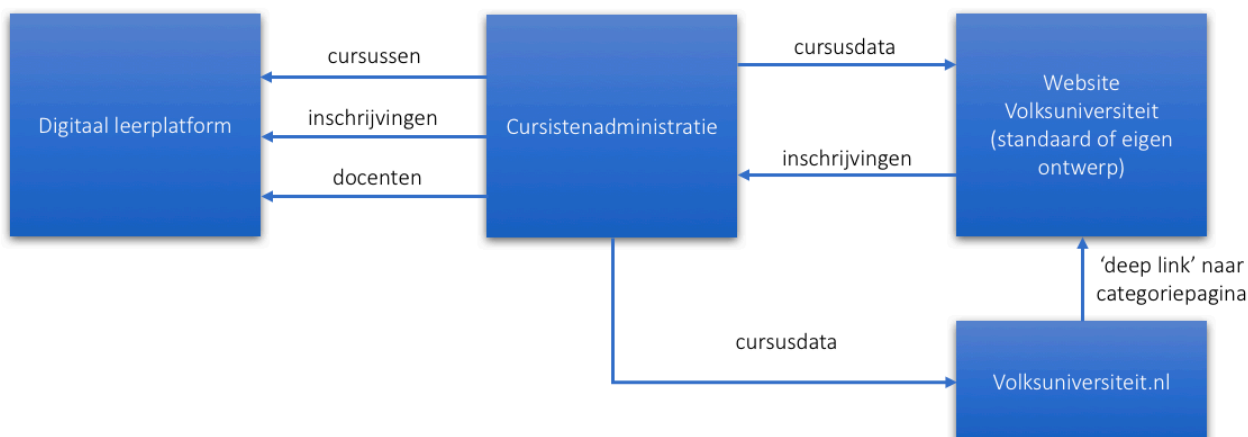 cursussen
inschrijvingen
docenten
Digitaal leerplatform
Cursistenadministratie
cursusdata
inschrijvingen
Website
Volksuniversiteit
(standaard of eigen
ontwerp)
‘deep link’ naar
categoriepagina
cursusdata
Volksuniversiteit.nl